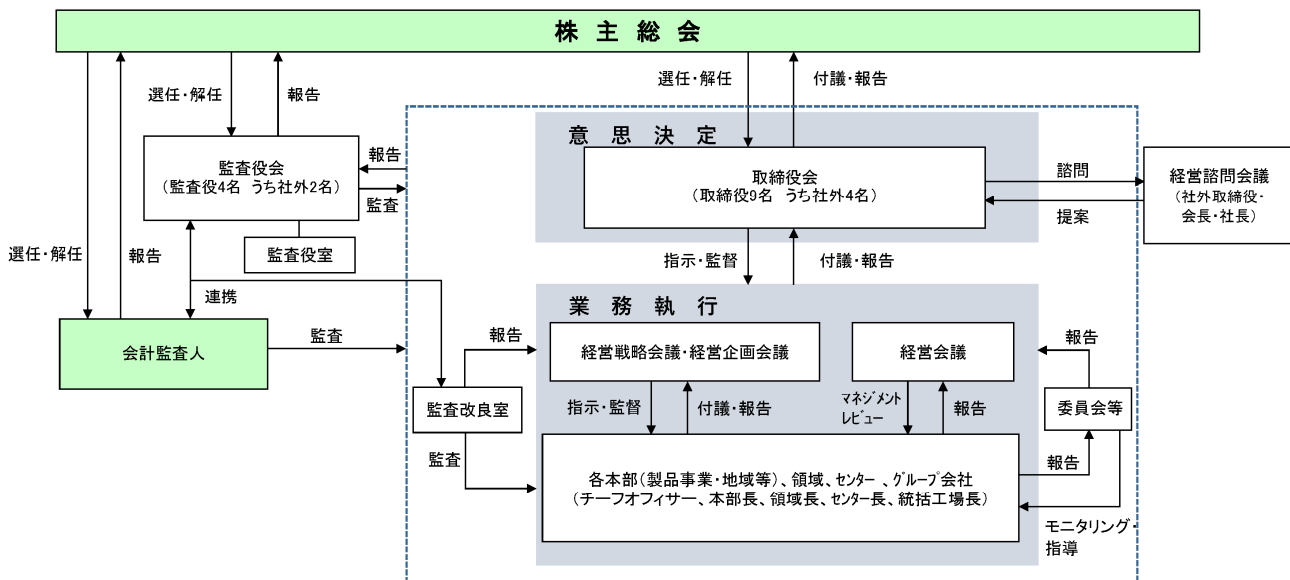 株 主 総 会
選任・解任
報告
選任・解任
付議・報告
意 思 決 定
監査役会
(監査役4名 うち社外2名)
報告
監査
取締役会
(取締役9名 うち社外4名)
諮問
提案
経営諮問会議
(社外取締役・
会長・社長)
監査役室
選任・解任
報告
指示・監督
付議・報告
連携
業 務 執 行
会計監査人
監査
報告
経営戦略会議・経営企画会議
経営会議
報告
監査改良室
指示・監督
付議・報告
マネジメント
レビュー
報告
委員会等
監査
各本部(製品事業・地域等)、領域、センター 、グループ会社
(チーフオフィサー、本部長、領域長、センター長、統括工場長)
報告
モニタリング・
指導